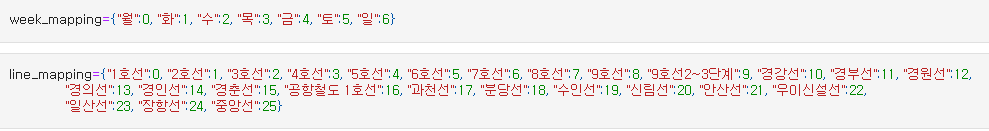 week_mapping={"월":0, "화":1, "수":2, "목":3, "금":4, "토":5, "일":6}
line_mapping={"1호선":0, "2호선":1, "3호선":2, "4호선":3, "5호선":4, "6호선":5, "7호선":6, "8호선":7, "9호선":8, "9호선2~3단계":9, "경강선":10, "경부선":11, "경원선":12,
"경의선":13, "경인선":14, "경춘선":15, "공항철도 1호선":16, "과천선":17, "분당선":18, "수인선":19, "신림선":20, "안산선":21, "우이신설선":22,
"일산선":23, "장항선":24, "중앙선":25}